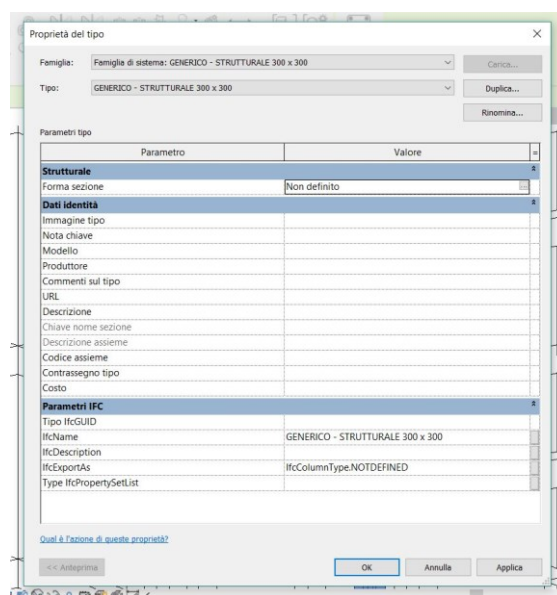 Proprietà del tipo
Famiglia: Famiglia di sistema: GENERICO - STRUTTURALE 300 x 300 Carica...
Tipo: GENERICO - STRUTTURALE 300 x 300 Duplica...
Rinomina...
Parametri tipo
Parametro Valore =
Strutturale
Forma sezione Non definito
Dati identità
Immagine tipo
Nota chiave
Modello
Produttore
Commenti sul tipo
URL
Descrizione
Chiave nome sezione
Descrizione assieme
Codice assieme
Contrassegno tipo
Costo
Parametri IFC
Tipo IfcGUID
IfcName GENERICO - STRUTTURALE 300 x 300
IfcDescription
IfcExportAs IfcColumnType.NOTDEFINED
Type IfcPropertySetList
Qual è l'azione di queste proprietà?
<< Anteprima OK Annulla Applica